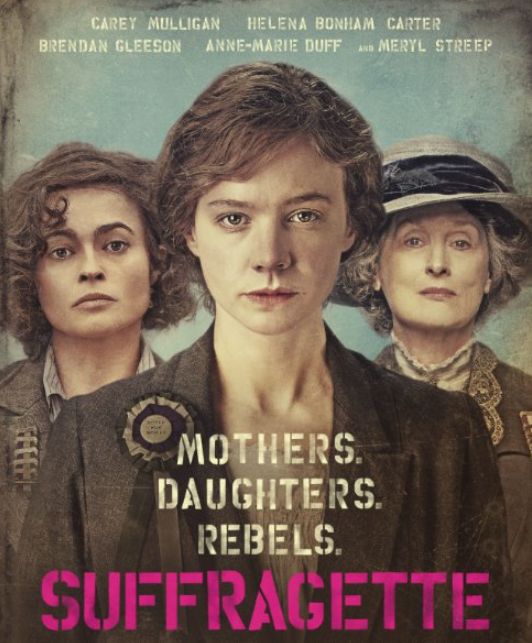 CAREY MULLIGAN HELENA BONHAM CARTER
BRENDAN GLEESON ANNE-MARIE DUFF AND MERYL STREEP
MOTHERS.
DAUGHTERS.
REBELS.
SUFFRAGETTE